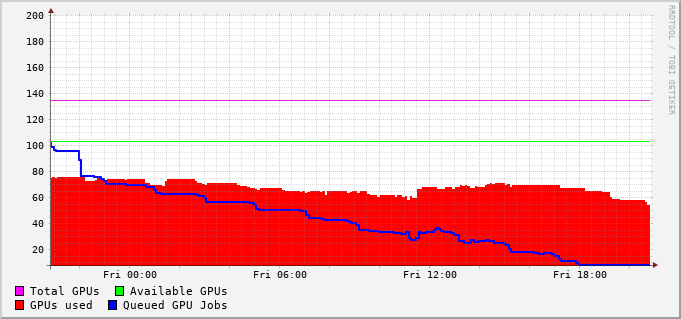 200
180
160
140
120
100
80
60
40
20
Fri 00:00 Fri 06:00 Fri 12:00 Fri 18:00
Total GPUs Available GPUs
GPUs used Queued GPU Jobs
RRDTOOL / TOBI OETIKER